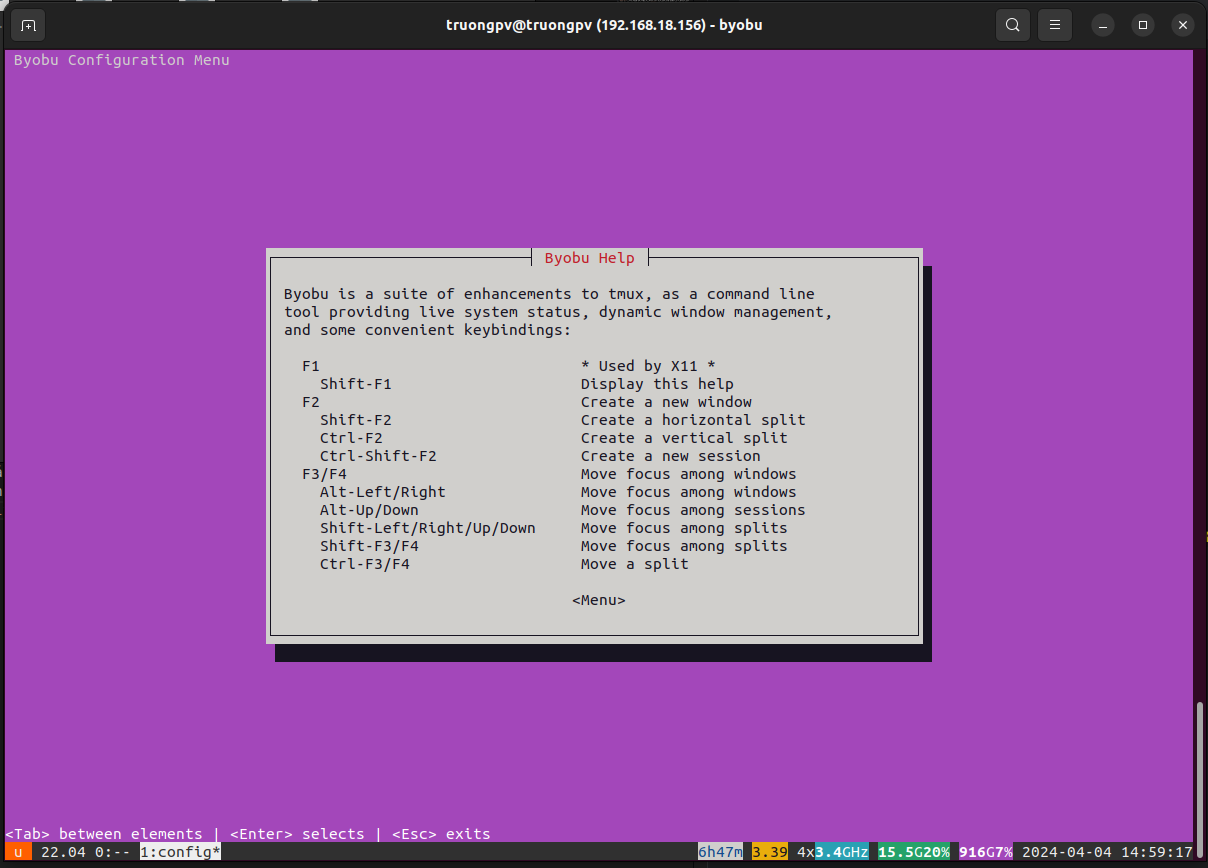 truongpv@truongpv (192.168.18.156) - byobu
Byobu Configuration Menu
Byobu Help
Byobu is a suite of enhancements to tmux, as a command line
tool providing live system status, dynamic window management,
and some convenient keybindings:
F1 * Used by X11 *
Shift-F1 Display this help
F2 Create a new window
Shift-F2 Create a horizontal split
Ctrl-F2 Create a vertical split
Ctrl-Shift-F2 Create a new session
F3/F4 Move focus among windows
Alt-Left/Right Move focus among windows
Alt-Up/Down Move focus among sessions
Shift-Left/Right/Up/Down Move focus among splits
Shift-F3/F4 Move focus among splits
Ctrl-F3/F4 Move a split
<Menu>
<Tab> between elements | <Enter> selects | <Esc> exits
u 22.04 0:-- 1:config* 6h47m 3.39 4x3.4GHz 15.5G20% 916G7% 2024-04-04 14:59:17